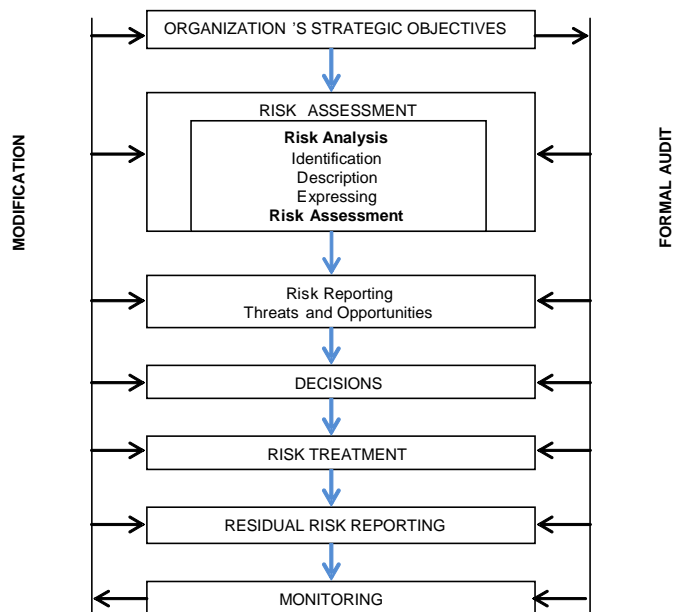 ORGANIZATION 'S STRATEGIC OBJECTIVES
RISK ASSESSMENT
Risk Analysis
Identification
Description
Expressing
Risk Assessment
Risk Reporting
Threats and Opportunities
DECISIONS
RISK TREATMENT
RESIDUAL RISK REPORTING
MONITORING
MODIFICATION
FORMAL AUDIT